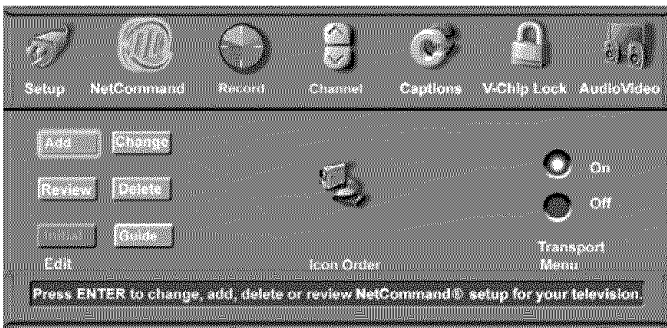 Setup NetCommand Record Channel Captions V-Chip Lock AudioVideo
Add Change
On
Review Delete
Off
Initial Guide
Transport
Menu
Edit Icon Order
Press ENTER to change, add, delete or review NetCommand® setup for your television.